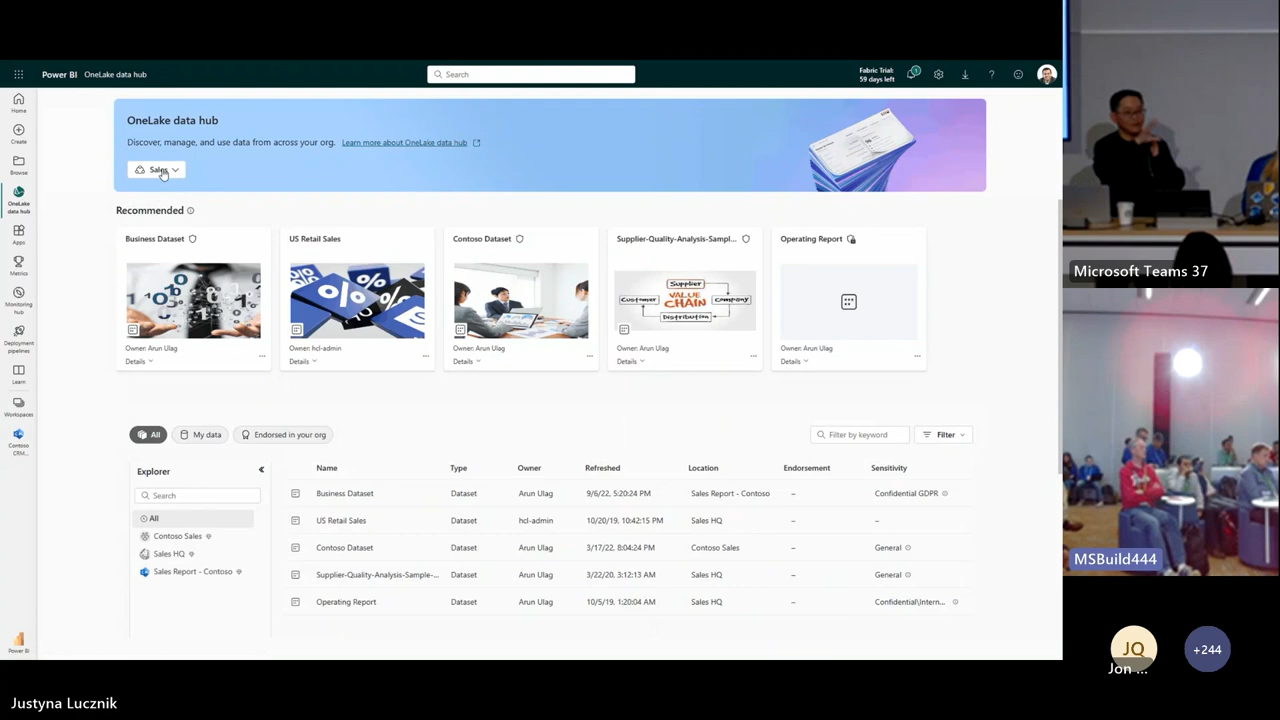 Power BI OneLake data hub
Search
Fabric Trial:
59 days left
1
Home
Create
Browse
OneLake
data hub
Apps
Metrics
Monitoring
hub
Deployment
pipelines
Learn
Workspaces
Contoso
CRM...
Power BI
OneLake data hub
Discover, manage, and use data from across your org. Learn more about OneLake data hub
Sales
Recommended
Business Dataset
Owner: Arun Ulag
Details
US Retail Sales
Owner: hcl-admin
Details
Contoso Dataset
Owner: Arun Ulag
Details
Supplier-Quality-Analysis-Sampl...
Supplier
Customer
VALUE
CHAIN
Company
Distribution
Owner: Arun Ulag
Details
Operating Report
Owner: Arun Ulag
Details
All My data Endorsed in your org
Filter by keyword Filter
Explorer
Search
All
Contoso Sales
Sales HQ
Sales Report - Contoso
Name Type Owner Refreshed Location Endorsement Sensitivity
Business Dataset Dataset Arun Ulag 9/6/22, 5:20:24 PM Sales Report - Contoso – Confidential GDPR
US Retail Sales Dataset hcl-admin 10/20/19, 10:42:15 PM Sales HQ – –
Contoso Dataset Dataset Arun Ulag 3/17/22, 8:04:24 PM Contoso Sales – General
Supplier-Quality-Analysis-Sample-... Dataset Arun Ulag 3/22/20, 3:12:13 AM Sales HQ – General
Operating Report Dataset Arun Ulag 10/5/19, 1:20:04 AM Sales HQ – Confidential\Intern...
Microsoft Teams 37
MSBuild444
JQ
Jon ...
+244
Justyna Lucznik